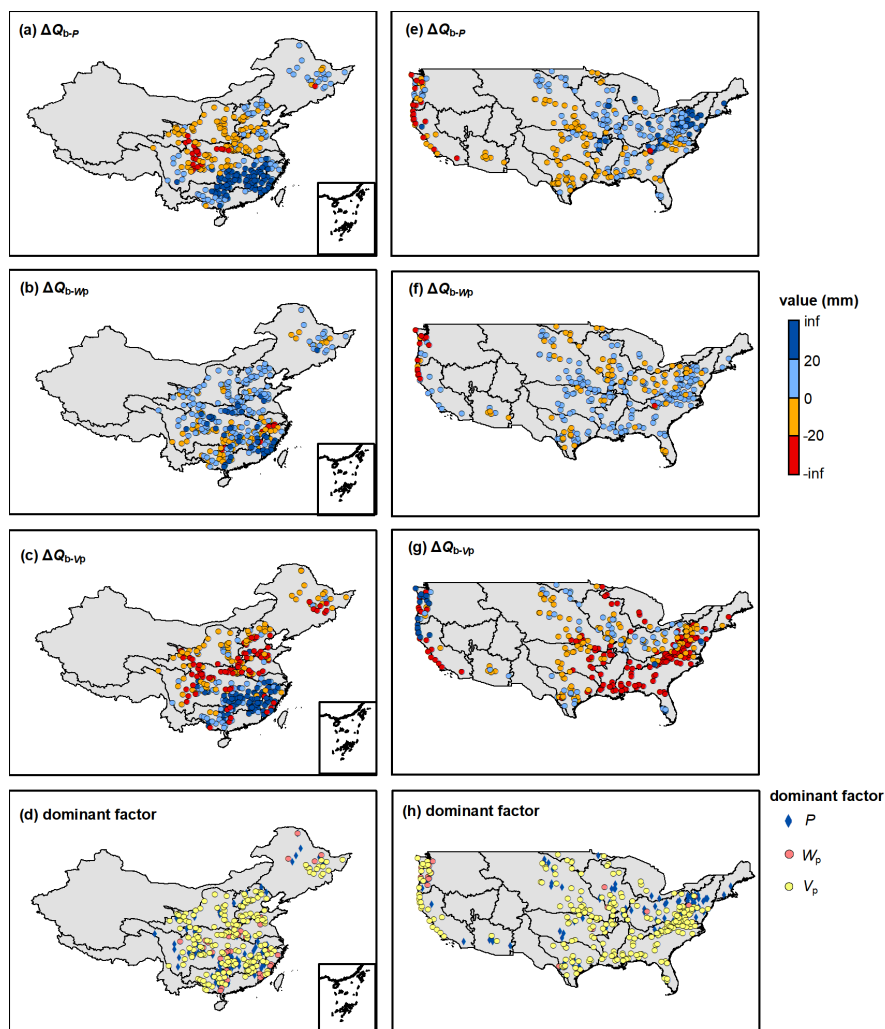 (a) ΔQb-P
(e) ΔQb-P
(b) ΔQb-Wp
(f) ΔQb-Wp
value (mm)
inf
20
0
-20
-inf
(c) ΔQb-Vp
(g) ΔQb-Vp
(d) dominant factor
(h) dominant factor
dominant factor
P
Wp
Vp